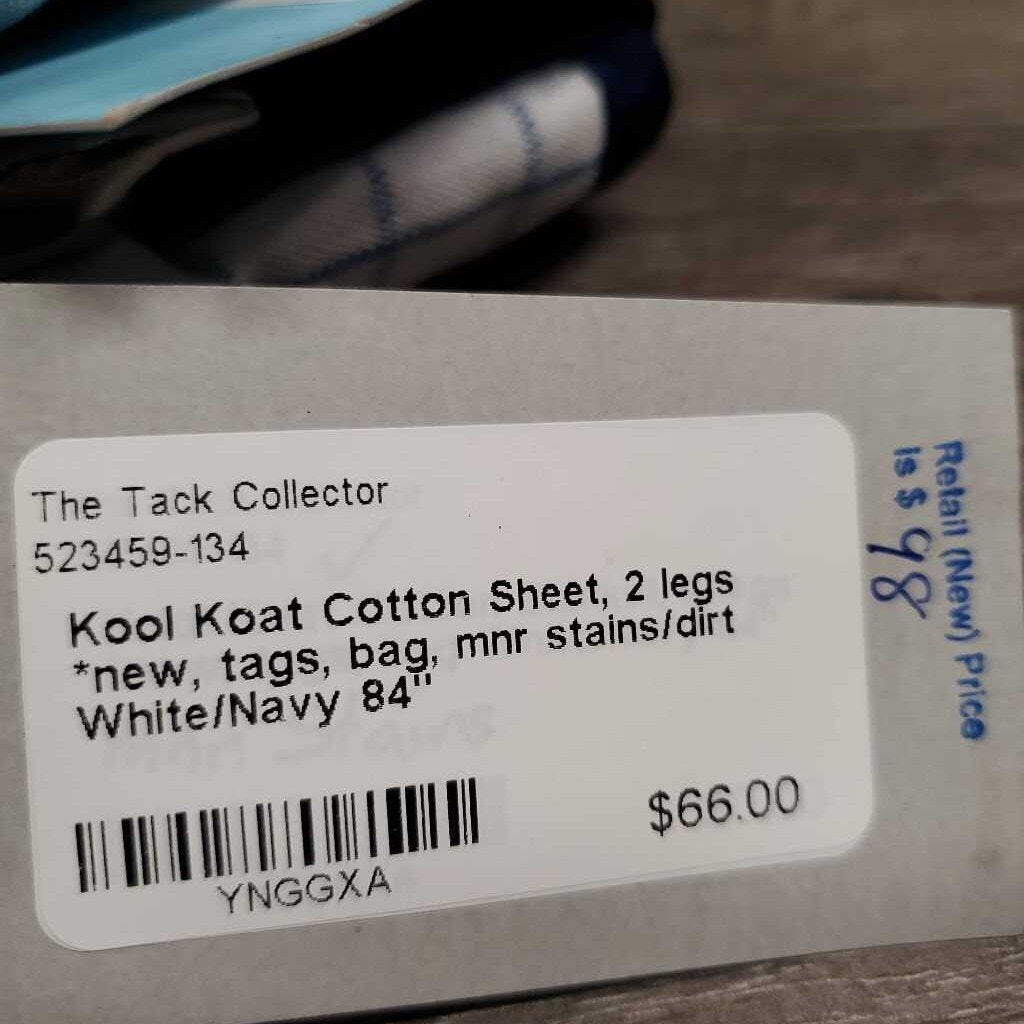 The Tack Collector
523459-134
Kool Koat Cotton Sheet, 2 legs
*new, tags, bag, mnr stains/dirt
White/Navy 84"
$66.00
YNGGXA
Retail (New) Price
is $ 98